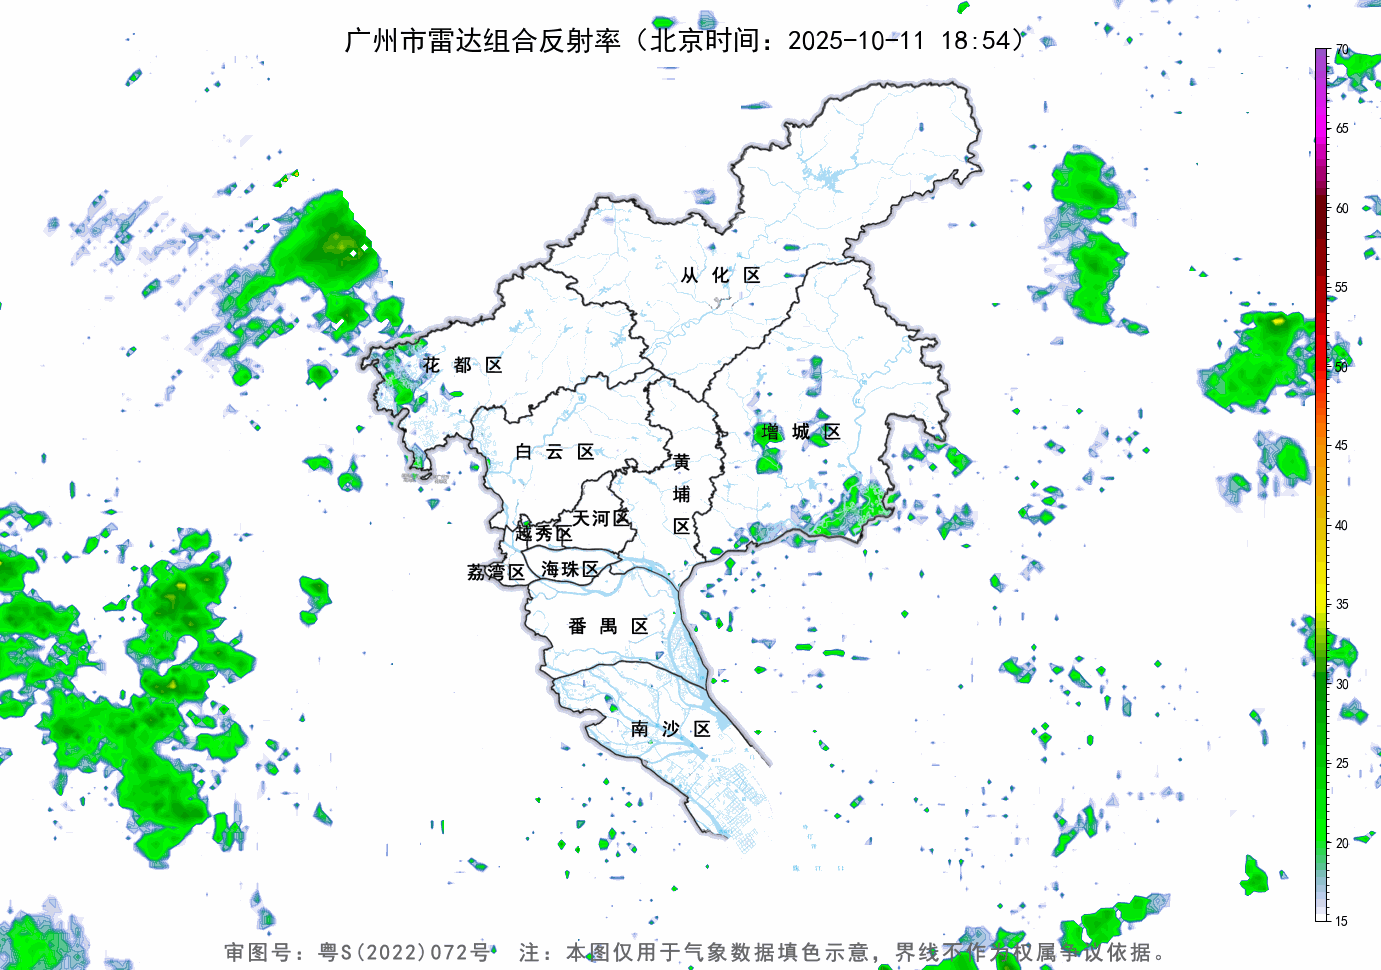 广州市雷达组合反射率（北京时间：2025-10-11 18:54）
70
65
60
55
50
45
40
35
30
25
20
15
从化区
花都区
增城区
白云区
黄埔区
天河区
越秀区
荔湾区
海珠区
番禺区
南沙区
审图号：粤S(2022)072号 注：本图仅用于气象数据填色示意，界线不作为权属争议依据。